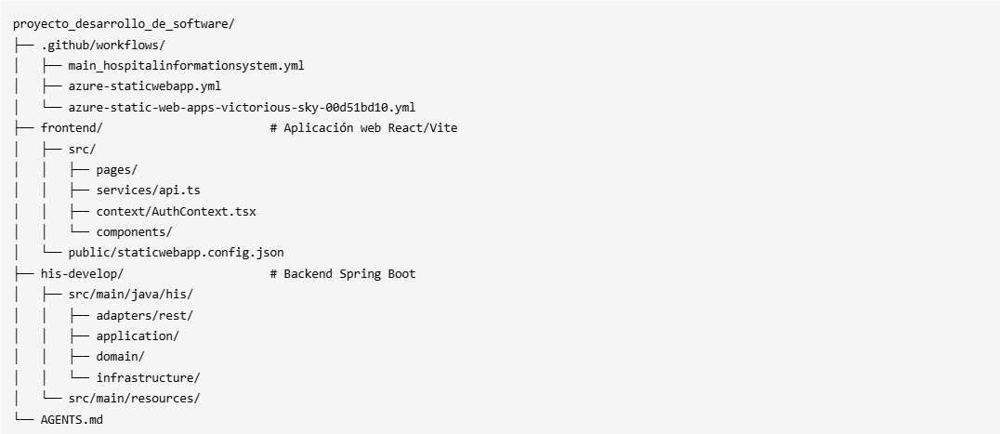 proyecto_desarrollo_de_software/
├── .github/workflows/
│   ├── main_hospitalinformationsystem.yml
│   ├── azure-staticwebapp.yml
│   └── azure-static-web-apps-victorious-sky-00d51bd10.yml
├── frontend/                        # Aplicación web React/Vite
│   ├── src/
│   │   ├── pages/
│   │   ├── services/api.ts
│   │   ├── context/AuthContext.tsx
│   │   └── components/
│   └── public/staticwebapp.config.json
├── his-develop/                     # Backend Spring Boot
│   ├── src/main/java/his/
│   │   ├── adapters/rest/
│   │   ├── application/
│   │   ├── domain/
│   │   └── infrastructure/
│   └── src/main/resources/
└── AGENTS.md